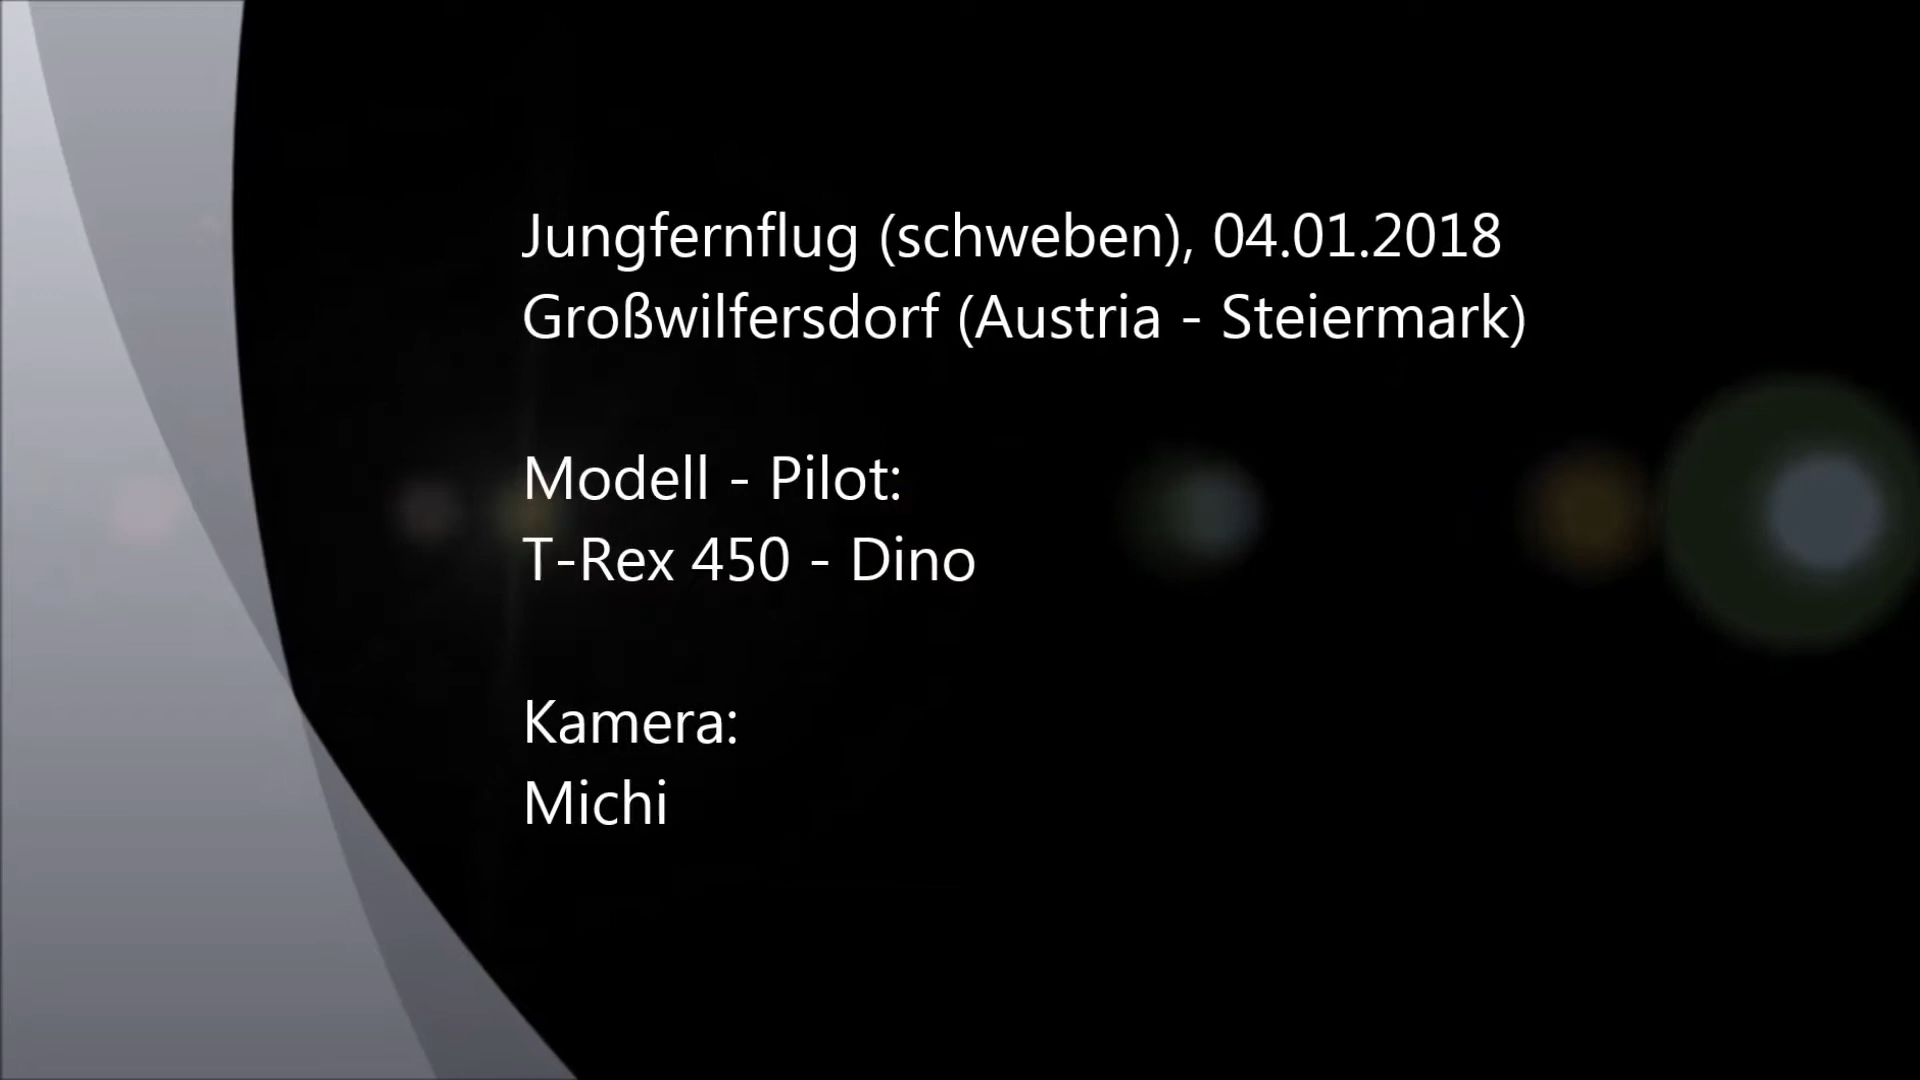 Jungfernflug (schweben), 04.01.2018
Großwilfersdorf (Austria - Steiermark)
Modell - Pilot:
T-Rex 450 - Dino
Kamera:
Michi